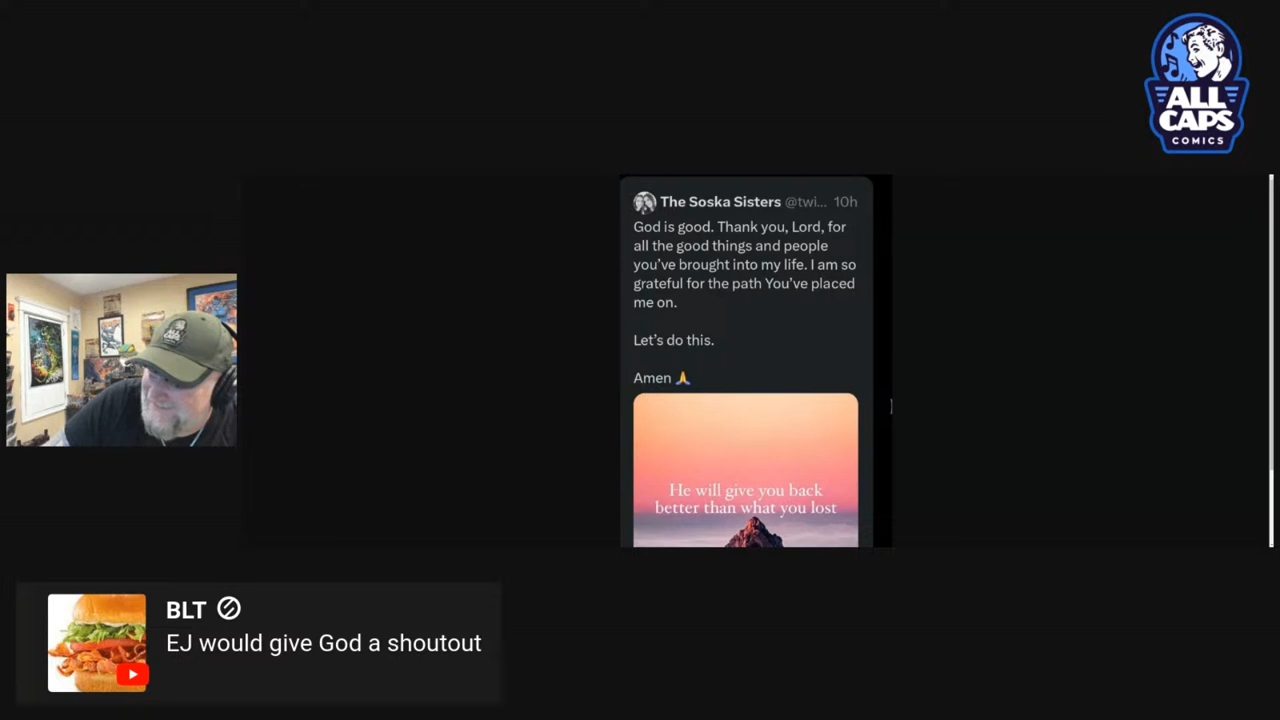 ALL
CAPS
COMICS
The Soska Sisters @twi... 10h
God is good. Thank you, Lord, for
all the good things and people
you’ve brought into my life. I am so
grateful for the path You’ve placed
me on.
Let’s do this.
Amen 🙏
He will give you back
better than what you lost
BLT
EJ would give God a shoutout